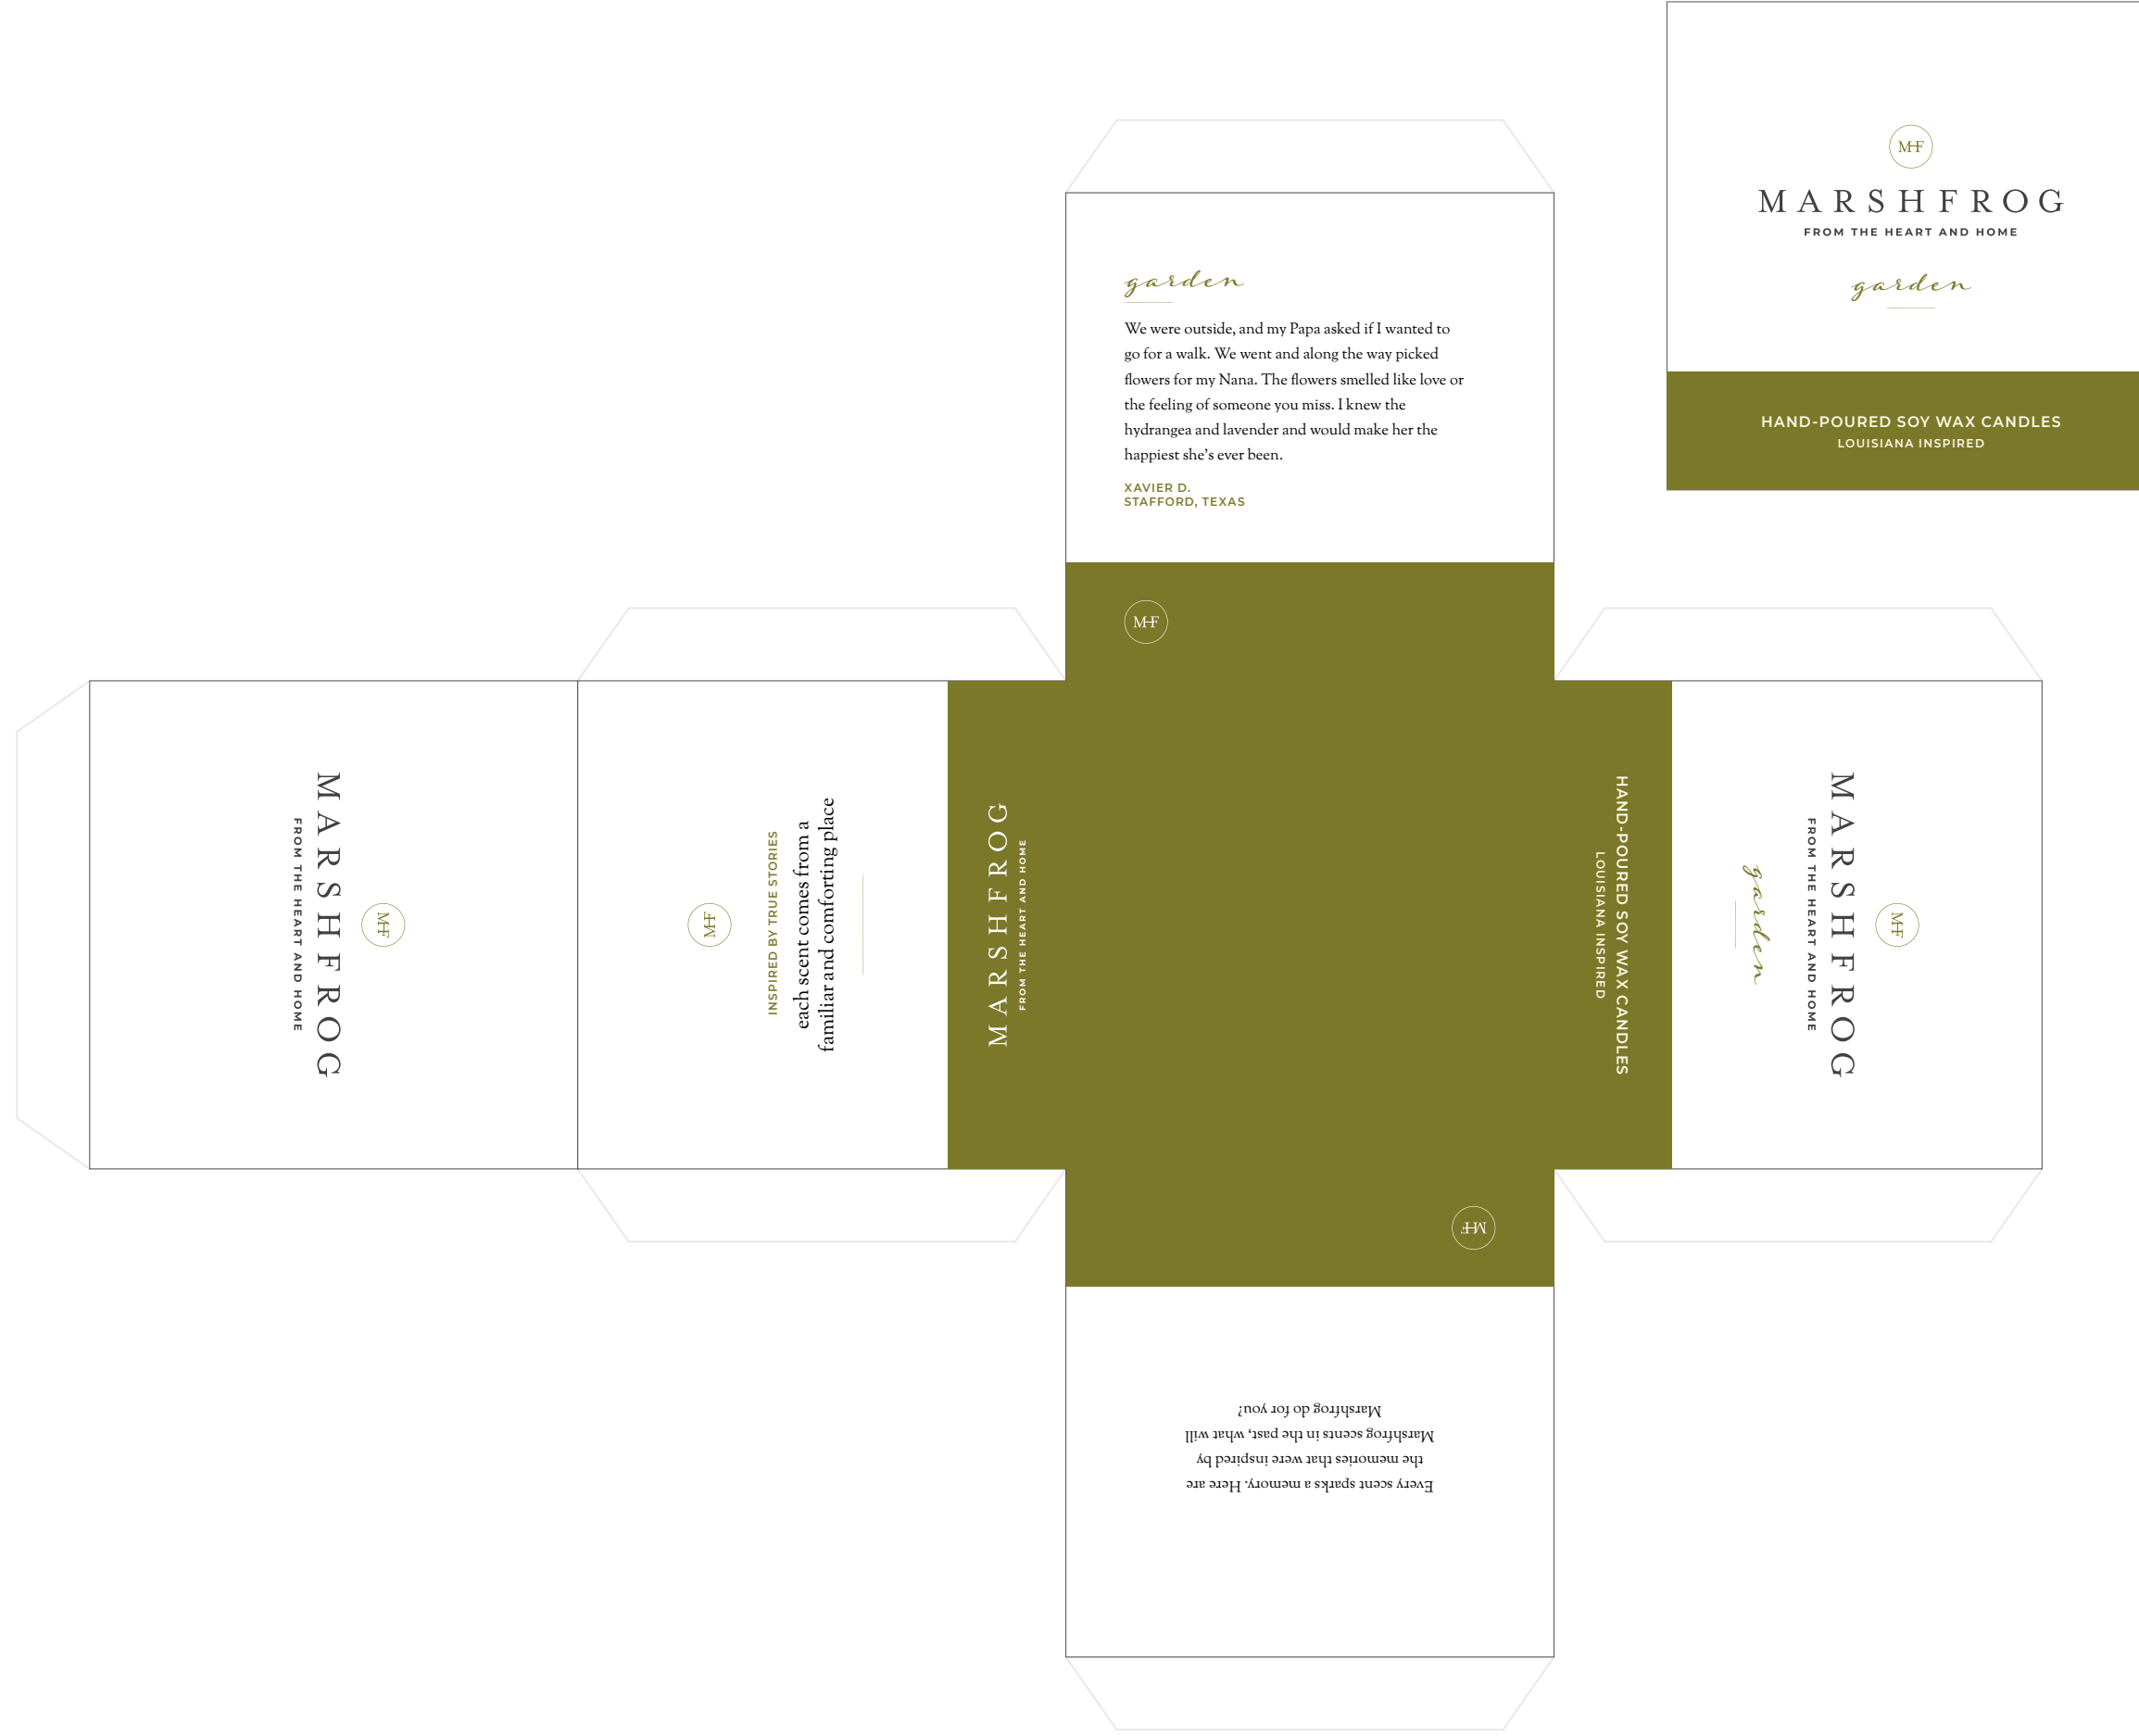 MHF
MARSHFROG
FROM THE HEART AND HOME
garden
HAND-POURED SOY WAX CANDLES
LOUISIANA INSPIRED
garden
We were outside, and my Papa asked if I wanted to
go for a walk. We went and along the way picked
flowers for my Nana. The flowers smelled like love or
the feeling of someone you miss. I knew the
hydrangea and lavender and would make her the
happiest she’s ever been.
XAVIER D.
STAFFORD, TEXAS
MHF
MHF
MARSHFROG
FROM THE HEART AND HOME
MHF
INSPIRED BY TRUE STORIES
each scent comes from a
familiar and comforting place
MARSHFROG
FROM THE HEART AND HOME
HAND-POURED SOY WAX CANDLES
LOUISIANA INSPIRED
MHF
MARSHFROG
FROM THE HEART AND HOME
garden
MHF
Every scent sparks a memory. Here are
the memories that were inspired by
Marshfrog scents in the past, what will
Marshfrog do for you?